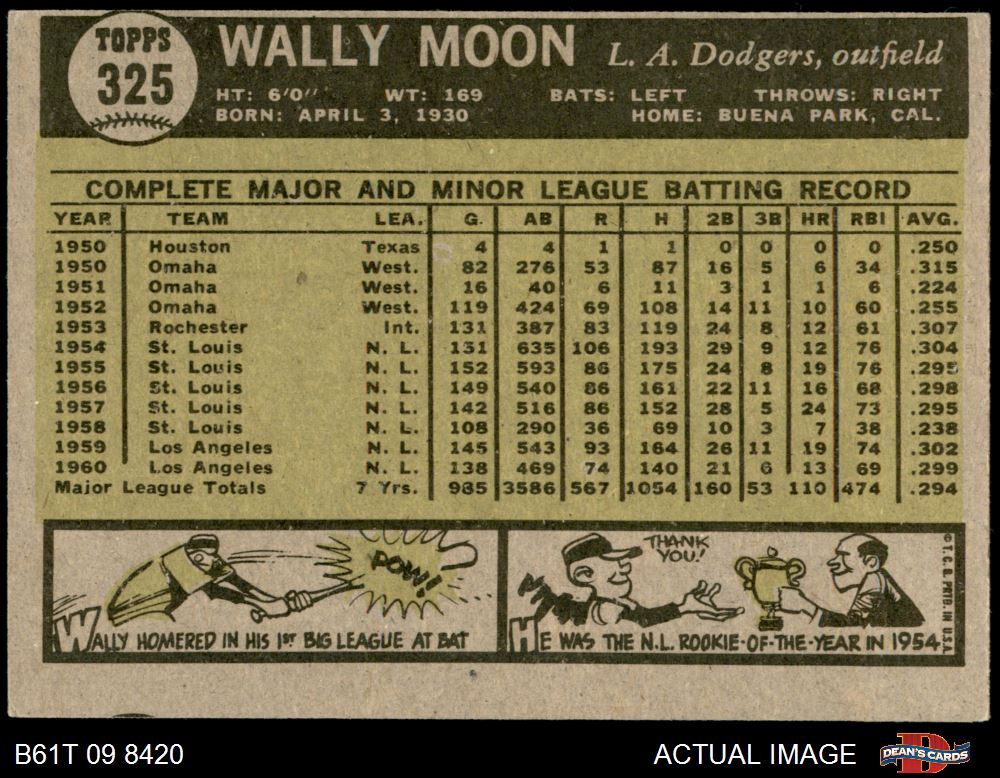 TOPPS
325
WALLY MOON L. A. Dodgers, outfield
HT: 6'0" WT: 169 BATS: LEFT THROWS: RIGHT
BORN: APRIL 3, 1930 HOME: BUENA PARK, CAL.
COMPLETE MAJOR AND MINOR LEAGUE BATTING RECORD
YEAR TEAM LEA. G. AB R H 2B 3B HR RBI AVG.
1950 Houston Texas 4 4 1 1 0 0 0 0 .250
1950 Omaha West. 82 276 53 87 16 5 6 34 .315
1951 Omaha West. 16 40 6 11 3 1 1 6 .224
1952 Omaha West. 119 424 69 108 14 11 10 60 .255
1953 Rochester Int. 131 387 83 119 24 8 12 61 .307
1954 St. Louis N. L. 151 635 106 193 29 9 12 76 .304
1955 St. Louis N. L. 152 593 86 175 24 8 19 76 .295
1956 St. Louis N. L. 149 540 86 161 22 11 16 68 .298
1957 St. Louis N. L. 142 516 86 152 28 5 24 73 .295
1958 St. Louis N. L. 108 290 36 69 10 3 7 38 .238
1959 Los Angeles N. L. 145 543 93 164 26 11 19 74 .302
1960 Los Angeles N. L. 138 469 74 140 21 6 13 69 .299
Major League Totals 7 Yrs. 985 3586 567 1054 160 53 110 474 .294
POW!
WALLY HOMERED IN HIS 1ST BIG LEAGUE AT BAT
THANK
YOU!
HE WAS THE N.L. ROOKIE-OF-THE-YEAR IN 1954
© T. C. G. PRTD. IN U.S.A.
B61T 09 8420 ACTUAL IMAGE
DEAN'S CARDS